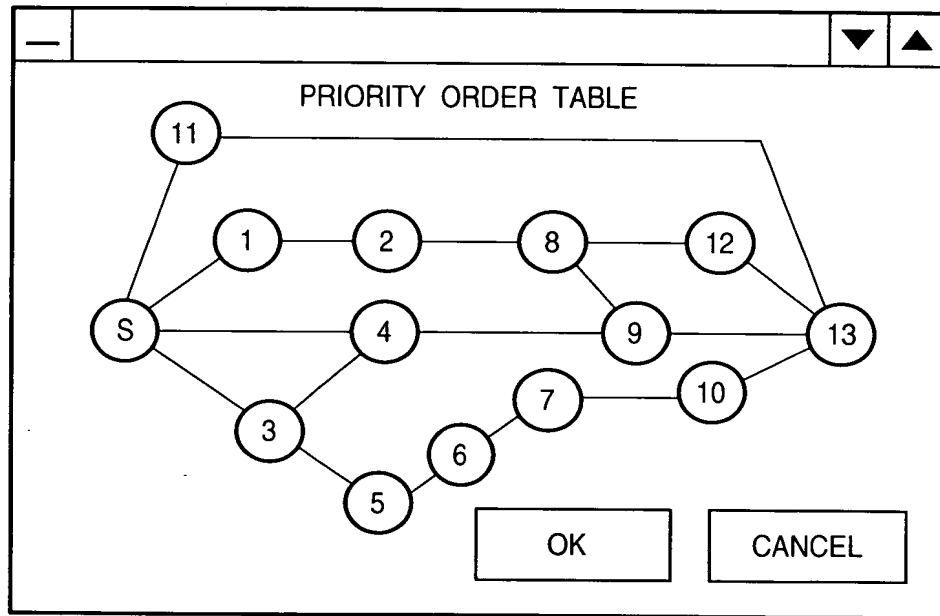 PRIORITY ORDER TABLE
11
1 2 8 12
S 4 9 13
7 10
3 6
5
OK CANCEL